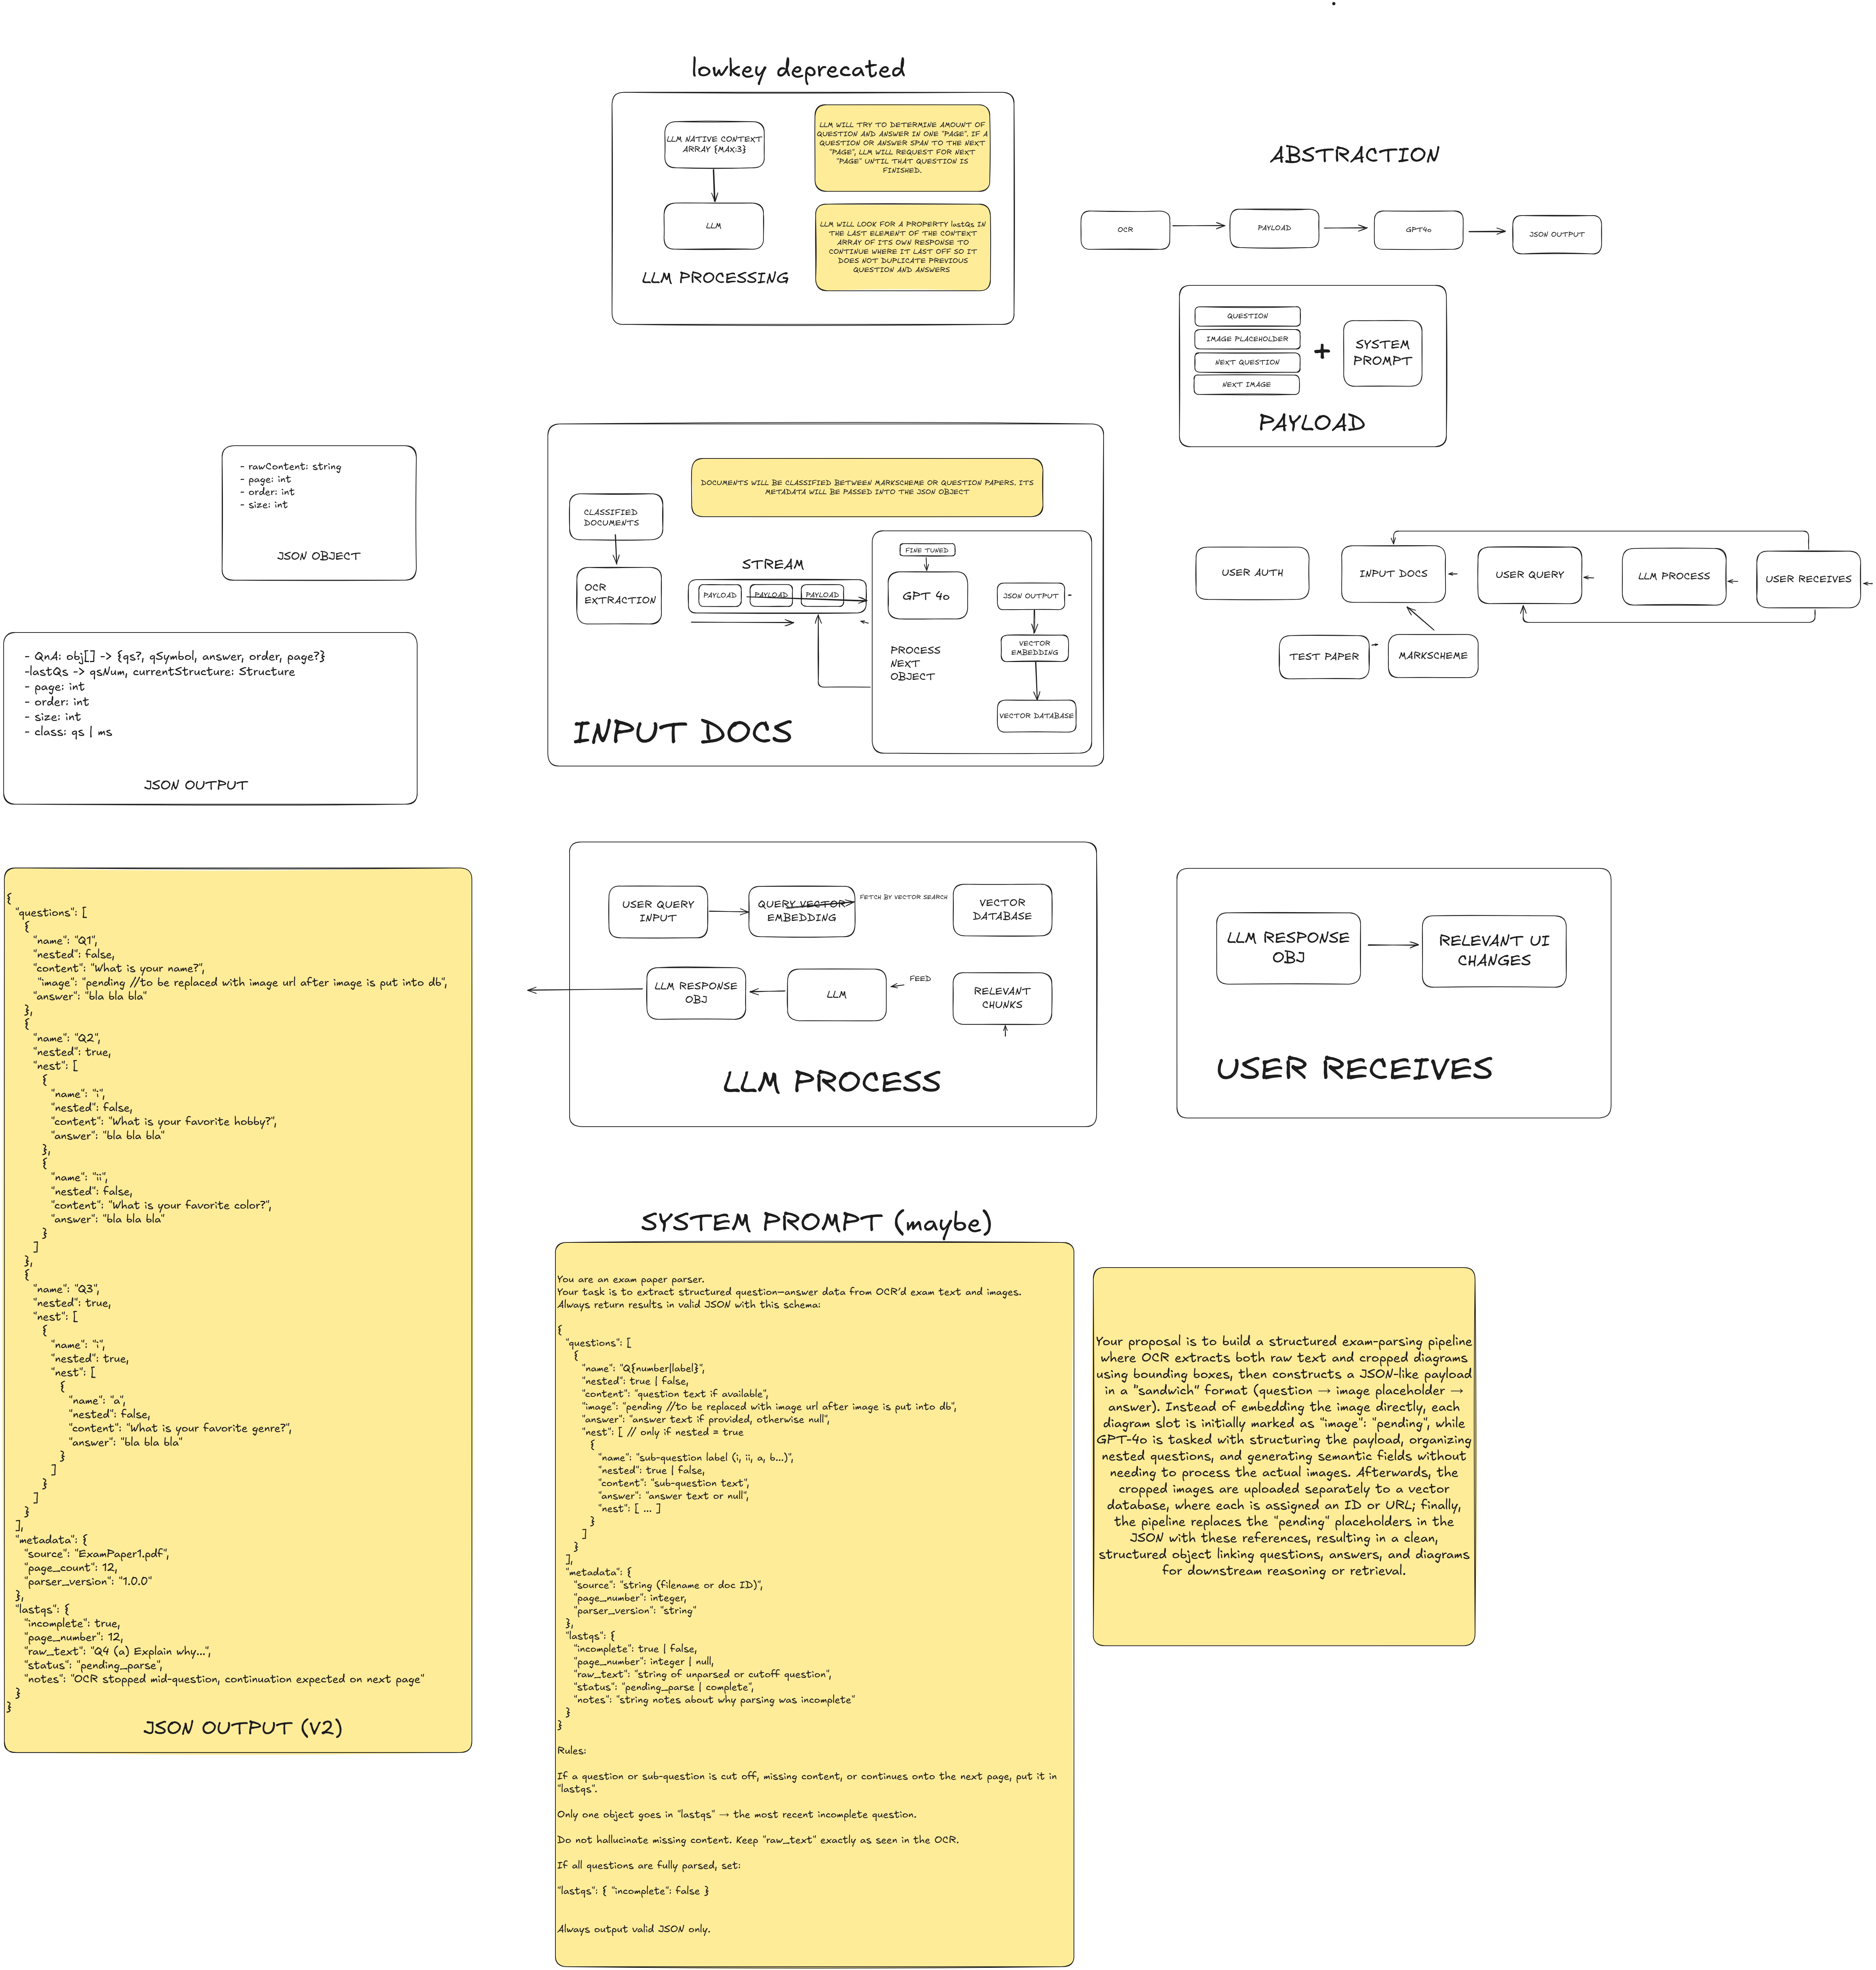 lowkey deprecated
LLM NATIVE CONTEXT
ARRAY {MAX:3}
LLM
LLM PROCESSING
LLM WILL TRY TO DETERMINE AMOUNT OF
QUESTION AND ANSWER IN ONE "PAGE". IF A
QUESTION OR ANSWER SPAN TO THE NEXT
"PAGE", LLM WILL REQUEST FOR NEXT
"PAGE" UNTIL THAT QUESTION IS
FINISHED.
LLM WILL LOOK FOR A PROPERTY lastQs IN
THE LAST ELEMENT OF THE CONTEXT
ARRAY OF ITS OWN RESPONSE TO
CONTINUE WHERE IT LAST OFF SO IT
DOES NOT DUPLICATE PREVIOUS
QUESTION AND ANSWERS
ABSTRACTION
OCR
PAYLOAD
GPT4o
JSON OUTPUT
QUESTION
IMAGE PLACEHOLDER
NEXT QUESTION
NEXT IMAGE
+
SYSTEM
PROMPT
PAYLOAD
- rawContent: string
- page: int
- order: int
- size: int
JSON OBJECT
- QnA: obj[] -> {qs?, qSymbol, answer, order, page?}
-lastQs -> qsNum, currentStructure: Structure
- page: int
- order: int
- size: int
- class: qs | ms
JSON OUTPUT
DOCUMENTS WILL BE CLASSIFIED BETWEEN MARKSCHEME OR QUESTION PAPERS. ITS
METADATA WILL BE PASSED INTO THE JSON OBJECT
CLASSIFIED
DOCUMENTS
OCR
EXTRACTION
STREAM
PAYLOAD
PAYLOAD
PAYLOAD
FINE TUNED
GPT 4o
PROCESS
NEXT
OBJECT
JSON OUTPUT
VECTOR
EMBEDDING
VECTOR DATABASE
INPUT DOCS
USER AUTH
INPUT DOCS
USER QUERY
LLM PROCESS
USER RECEIVES
TEST PAPER
MARKSCHEME
USER QUERY
INPUT
QUERY VECTOR
EMBEDDING
FETCH BY VECTOR SEARCH
VECTOR
DATABASE
LLM RESPONSE
OBJ
LLM
FEED
RELEVANT
CHUNKS
LLM PROCESS
LLM RESPONSE
OBJ
RELEVANT UI
CHANGES
USER RECEIVES
{
"questions": [
{
"name": "Q1",
"nested": false,
"content": "What is your name?",
"image": "pending //to be replaced with image url after image is put into db",
"answer": "bla bla bla"
},
{
"name": "Q2",
"nested": true,
"nest": [
{
"name": "i",
"nested": false,
"content": "What is your favorite hobby?",
"answer": "bla bla bla"
},
{
"name": "ii",
"nested": false,
"content": "What is your favorite color?",
"answer": "bla bla bla"
}
]
},
{
"name": "Q3",
"nested": true,
"nest": [
{
"name": "i",
"nested": true,
"nest": [
{
"name": "a",
"nested": false,
"content": "What is your favorite genre?",
"answer": "bla bla bla"
}
]
}
]
}
],
"metadata": {
"source": "ExamPaper1.pdf",
"page_count": 12,
"parser_version": "1.0.0"
},
"lastqs": {
"incomplete": true,
"page_number": 12,
"raw_text": "Q4 (a) Explain why...",
"status": "pending_parse",
"notes": "OCR stopped mid-question, continuation expected on next page"
}
}
JSON OUTPUT (V2)
SYSTEM PROMPT (maybe)
You are an exam paper parser.
Your task is to extract structured question–answer data from OCR'd exam text and images.
Always return results in valid JSON with this schema:
{
"questions": [
{
"name": "Q{number|label}",
"nested": true | false,
"content": "question text if available",
"image": "pending //to be replaced with image url after image is put into db",
"answer": "answer text if provided, otherwise null",
"nest": [ // only if nested = true
{
"name": "sub-question label (i, ii, a, b...)",
"nested": true | false,
"content": "sub-question text",
"answer": "answer text or null",
"nest": [ ... ]
}
]
}
],
"metadata": {
"source": "string (filename or doc ID)",
"page_number": integer,
"parser_version": "string"
},
"lastqs": {
"incomplete": true | false,
"page_number": integer | null,
"raw_text": "string of unparsed or cutoff question",
"status": "pending_parse | complete",
"notes": "string notes about why parsing was incomplete"
}
}
Rules:
If a question or sub-question is cut off, missing content, or continues onto the next page, put it in
"lastqs".
Only one object goes in "lastqs" → the most recent incomplete question.
Do not hallucinate missing content. Keep "raw_text" exactly as seen in the OCR.
If all questions are fully parsed, set:
"lastqs": { "incomplete": false }
Always output valid JSON only.
Your proposal is to build a structured exam-parsing pipeline
where OCR extracts both raw text and cropped diagrams
using bounding boxes, then constructs a JSON-like payload
in a "sandwich" format (question → image placeholder →
answer). Instead of embedding the image directly, each
diagram slot is initially marked as "image": "pending", while
GPT-4o is tasked with structuring the payload, organizing
nested questions, and generating semantic fields without
needing to process the actual images. Afterwards, the
cropped images are uploaded separately to a vector
database, where each is assigned an ID or URL; finally,
the pipeline replaces the "pending" placeholders in the
JSON with these references, resulting in a clean,
structured object linking questions, answers, and diagrams
for downstream reasoning or retrieval.